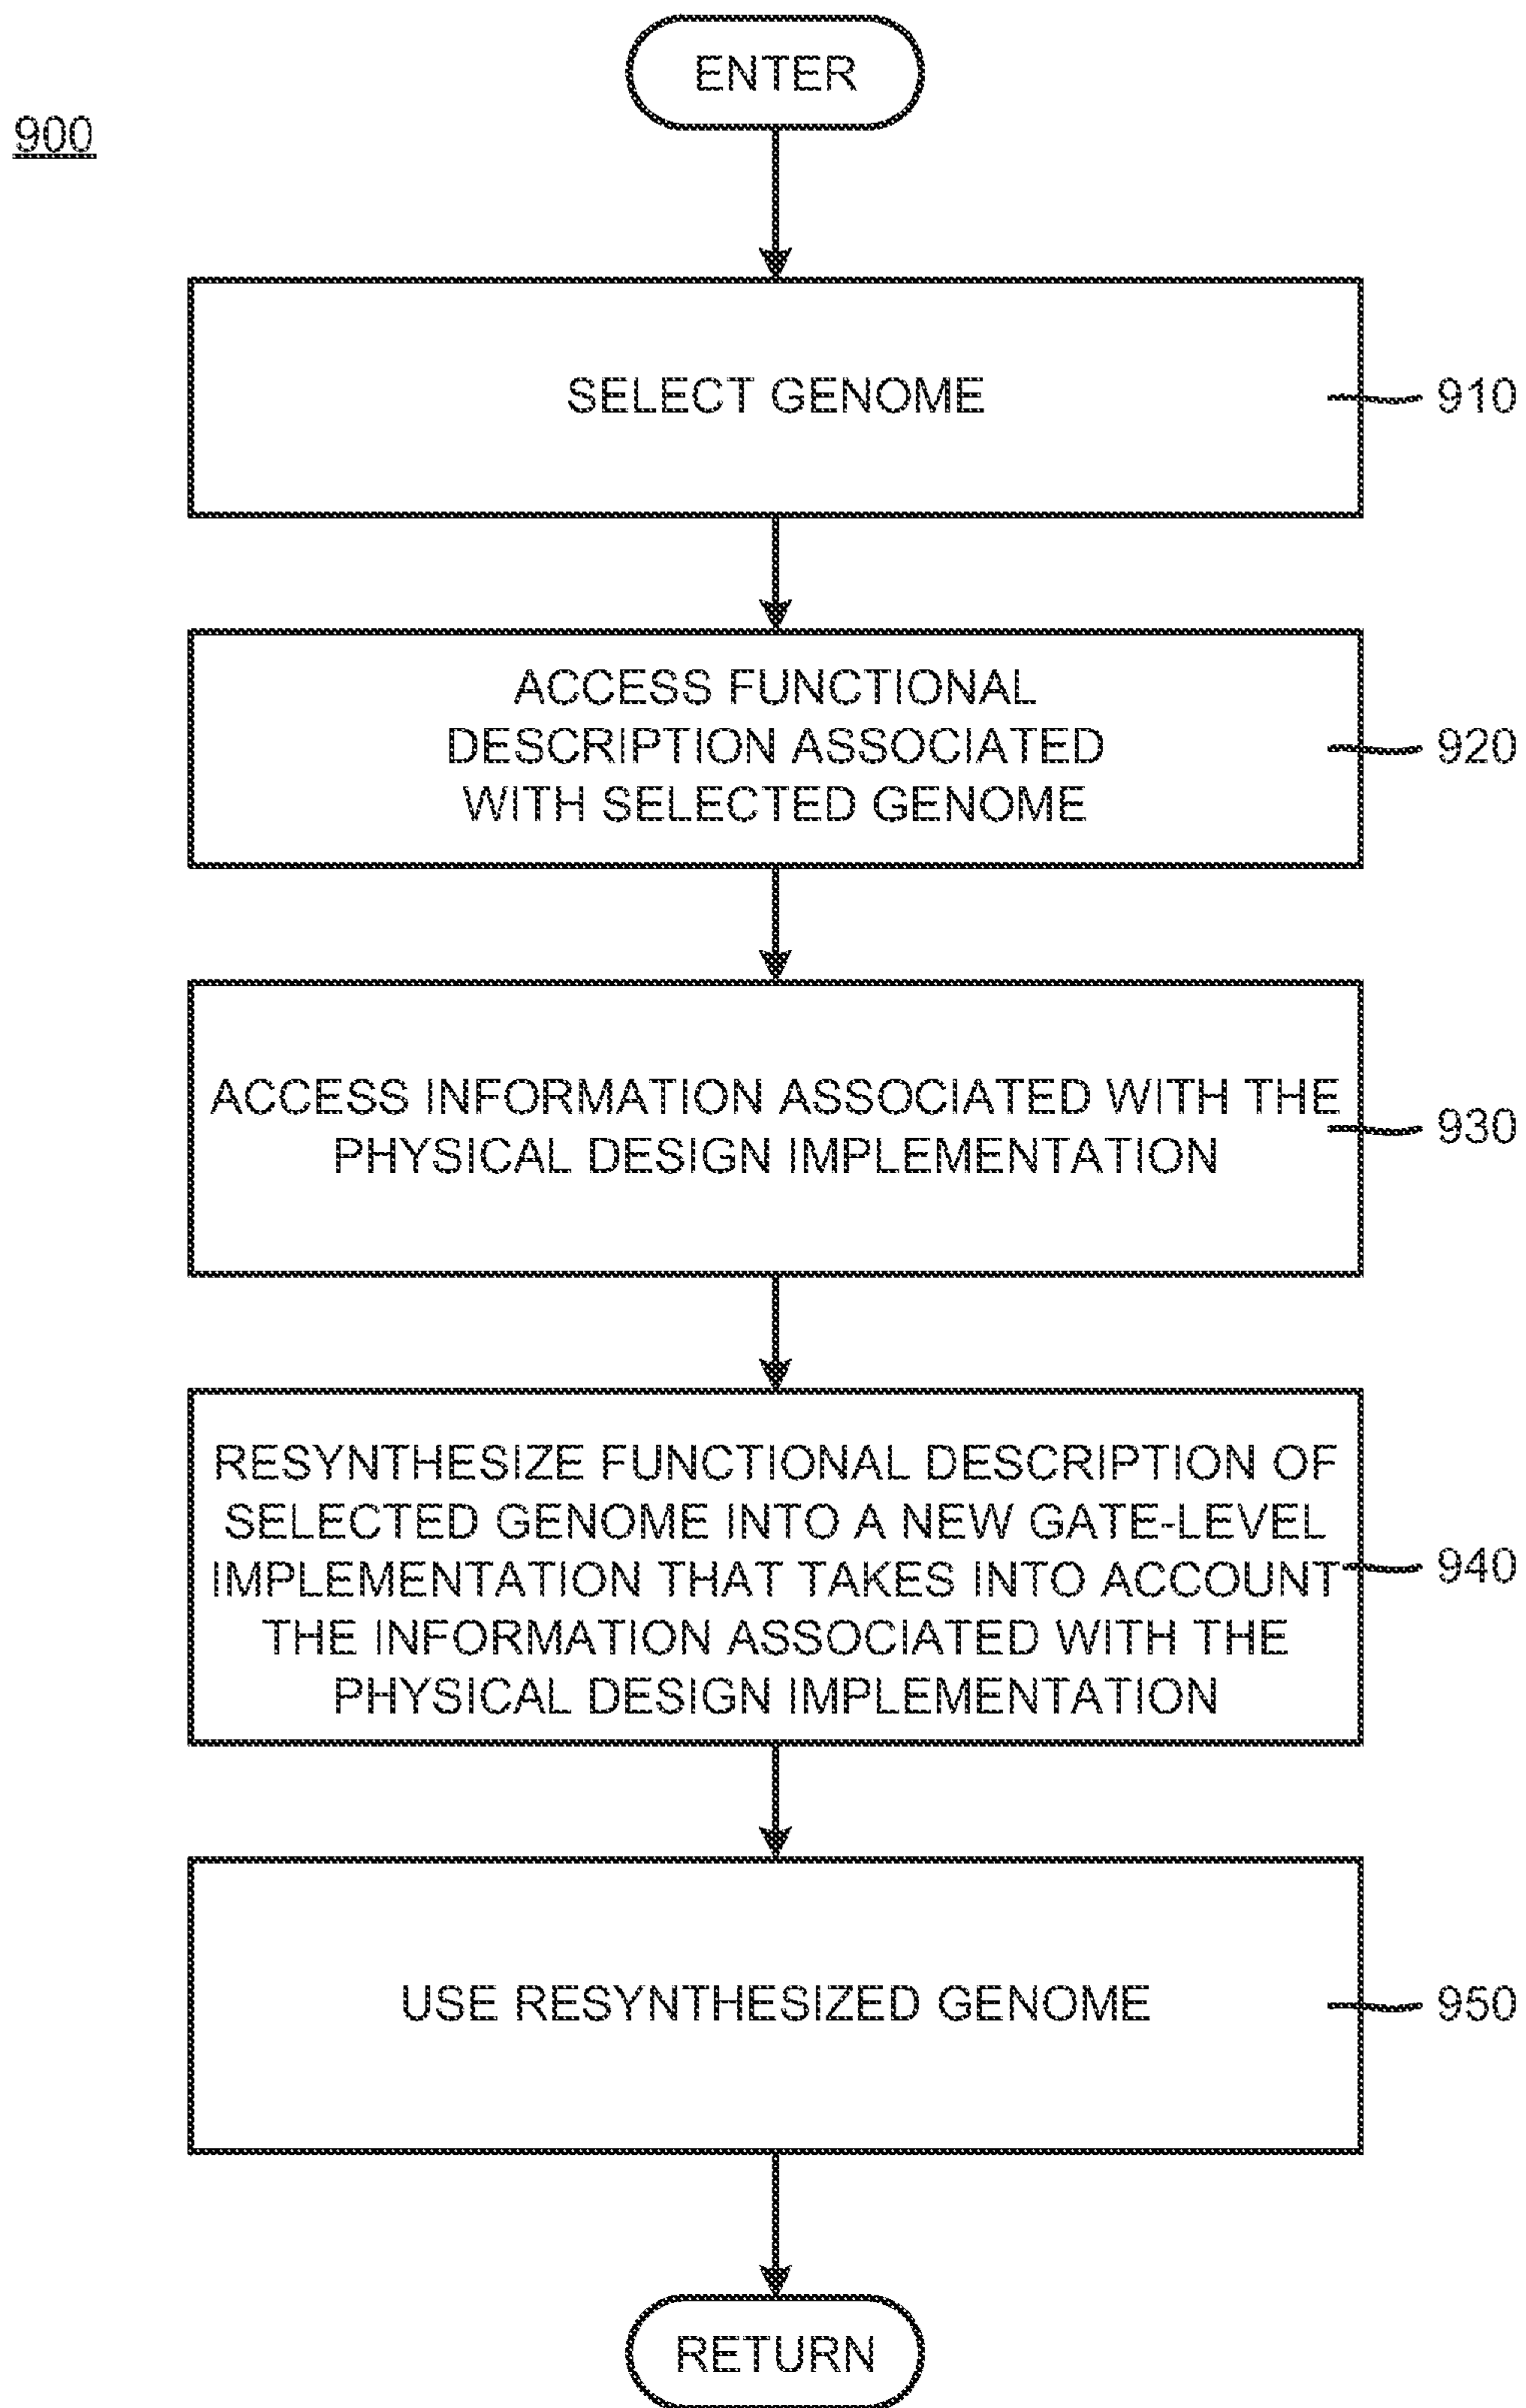 ENTER
900
SELECT GENOME
910
ACCESS FUNCTIONAL
DESCRIPTION ASSOCIATED
WITH SELECTED GENOME
920
ACCESS INFORMATION ASSOCIATED WITH THE
PHYSICAL DESIGN IMPLEMENTATION
930
RESYNTHESIZE FUNCTIONAL DESCRIPTION OF
SELECTED GENOME INTO A NEW GATE-LEVEL
IMPLEMENTATION THAT TAKES INTO ACCOUNT
THE INFORMATION ASSOCIATED WITH THE
PHYSICAL DESIGN IMPLEMENTATION
940
USE RESYNTHESIZED GENOME
950
RETURN